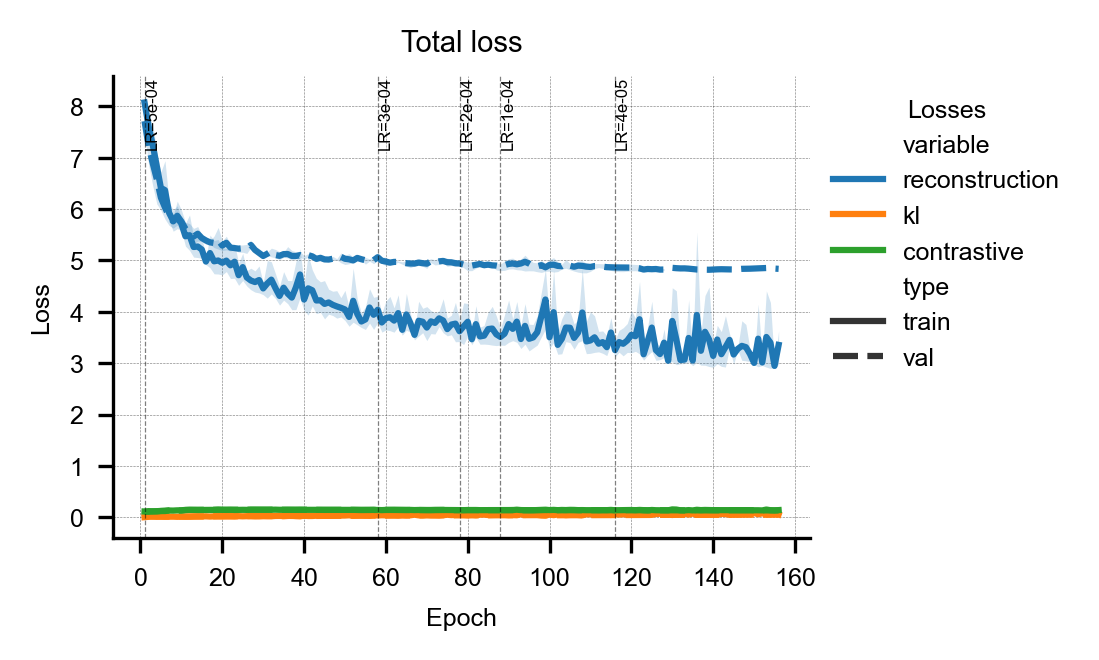 Total loss
LR=5e-04
LR=3e-04
LR=2e-04
LR=1e-04
LR=4e-05
Loss
8
7
6
5
4
3
2
1
0
0 20 40 60 80 100 120 140 160
Epoch
Losses
variable
reconstruction
kl
contrastive
type
train
val